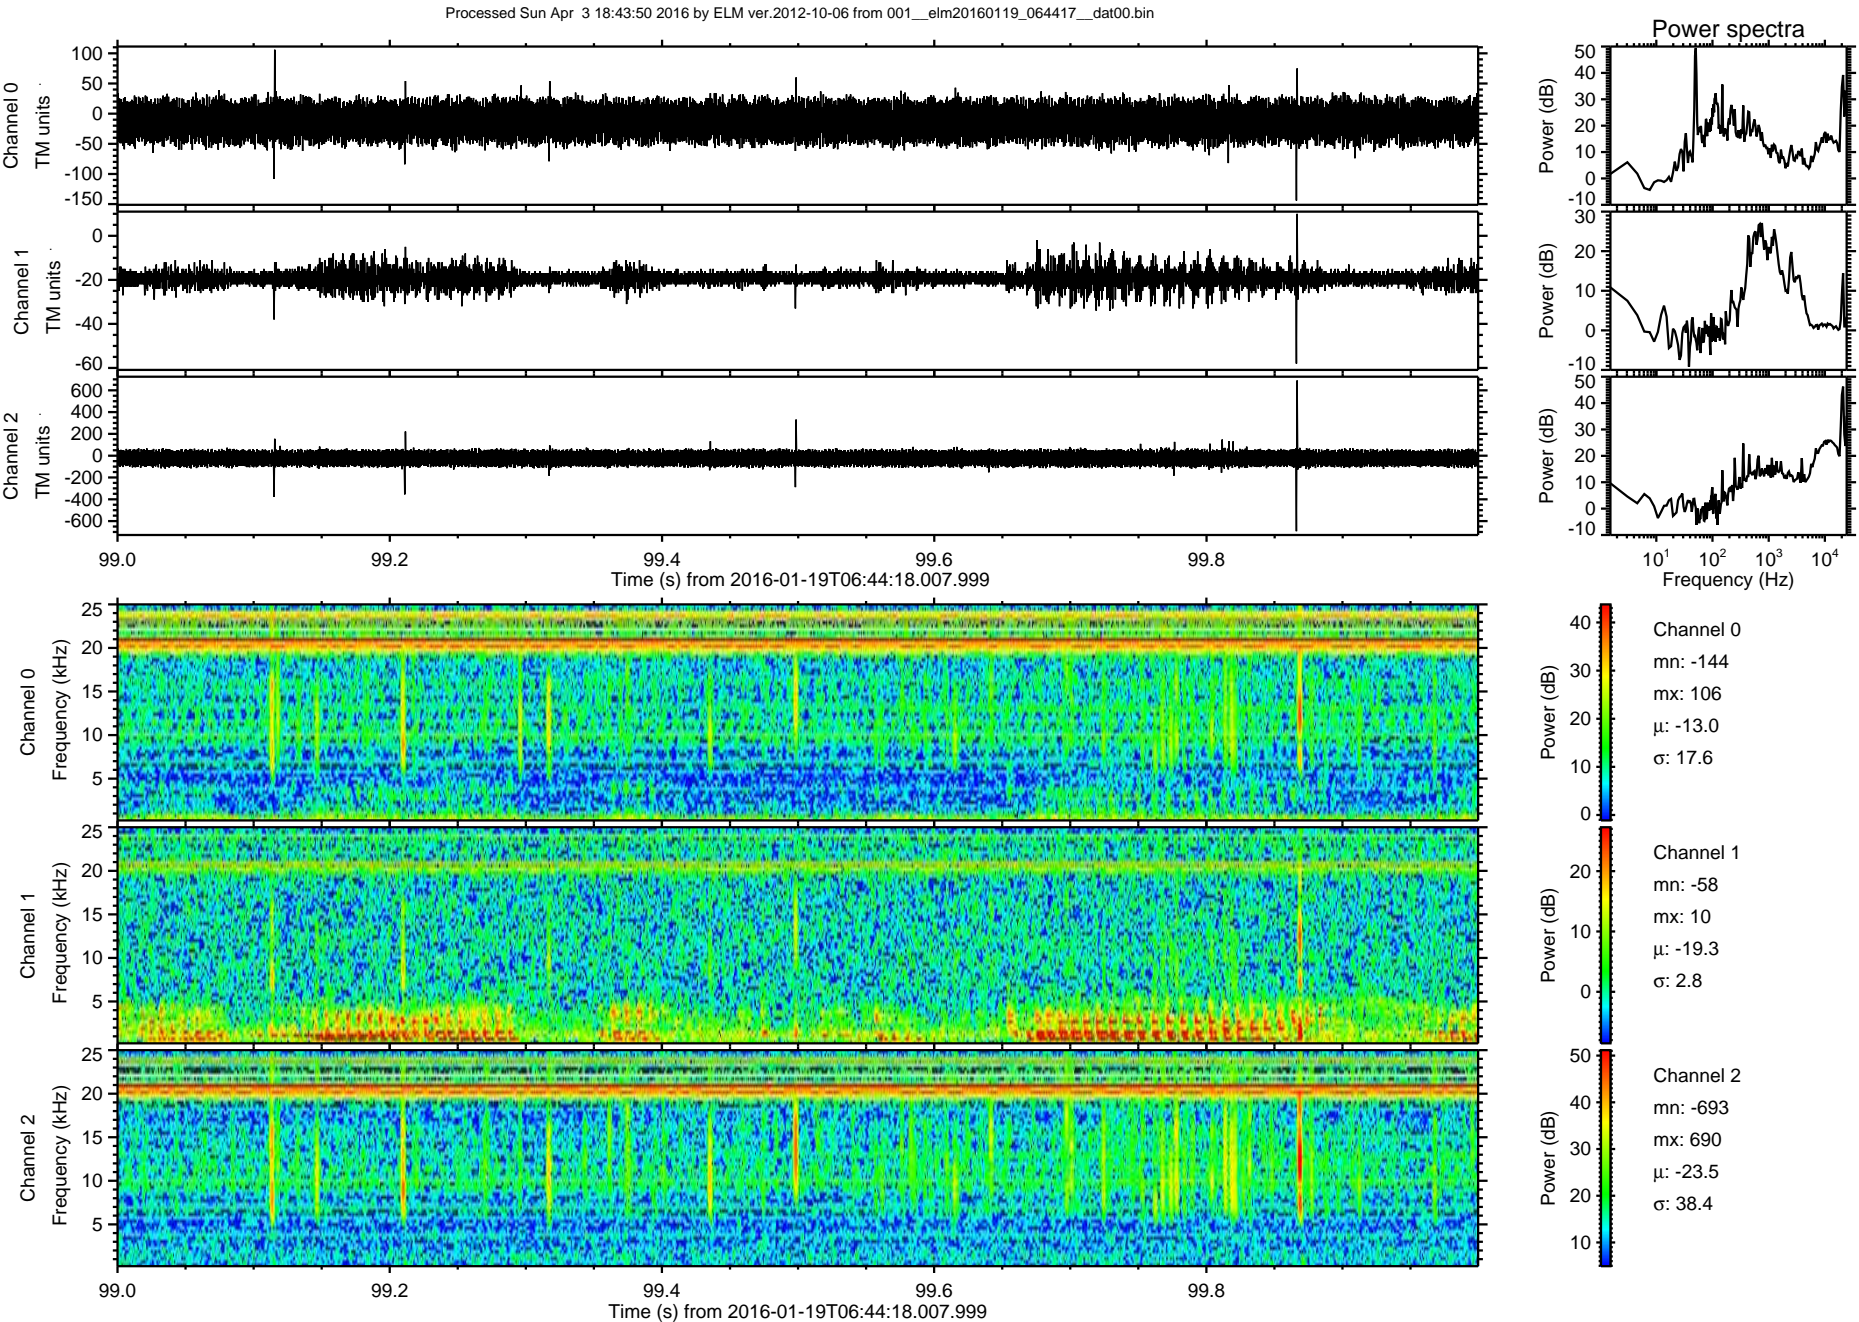 Processed Sun Apr  3 18:43:50 2016 by ELM ver.2012-10-06 from 001__elm20160119_064417__dat00.bin
Power spectra
Channel 0
TM units
100
50
0
-50
-100
-150
Power (dB)
50
40
30
20
10
0
-10
Channel 1
TM units
0
-20
-40
-60
Power (dB)
30
20
10
0
-10
Channel 2
TM units
600
400
200
0
-200
-400
-600
Power (dB)
50
40
30
20
10
0
-10
99.0 99.2 99.4 99.6 99.8
Time (s) from 2016-01-19T06:44:18.007.999
10¹ 10² 10³ 10⁴
Frequency (Hz)
Channel 0
Frequency (kHz)
25
20
15
10
5
Power (dB)
40
30
20
10
0
Channel 0
mn: -144
mx: 106
µ: -13.0
σ: 17.6
Channel 1
Frequency (kHz)
25
20
15
10
5
Power (dB)
20
10
0
Channel 1
mn: -58
mx: 10
µ: -19.3
σ: 2.8
Channel 2
Frequency (kHz)
25
20
15
10
5
Power (dB)
50
40
30
20
10
Channel 2
mn: -693
mx: 690
µ: -23.5
σ: 38.4
99.0 99.2 99.4 99.6 99.8
Time (s) from 2016-01-19T06:44:18.007.999